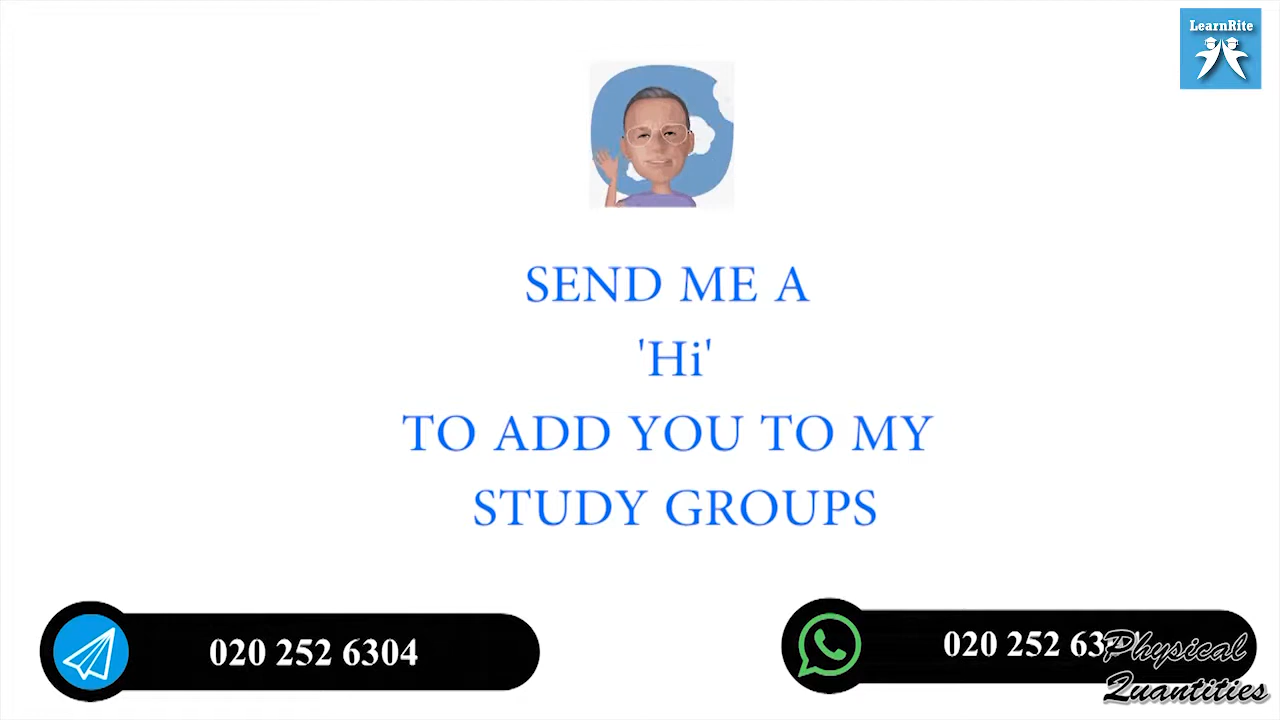 LearnRite
SEND ME A
'Hi'
TO ADD YOU TO MY
STUDY GROUPS
020 252 6304
020 252 63
Physical
Quantities